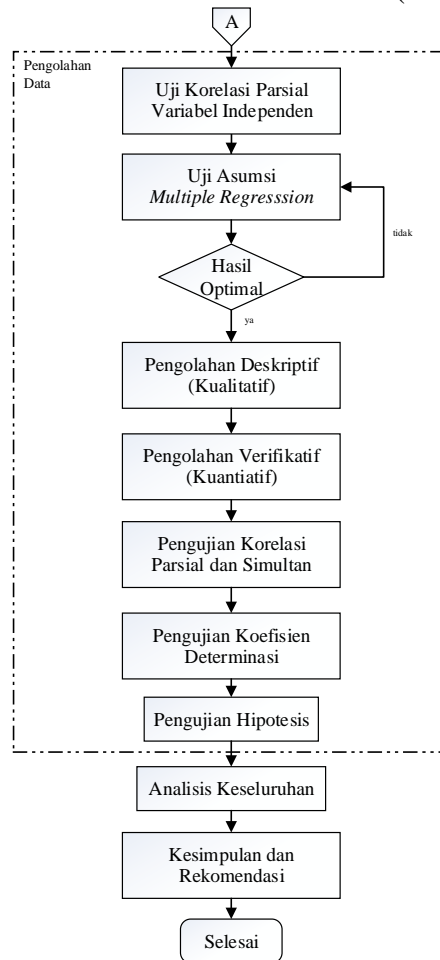 (
A
Pengolahan
Data
Uji Korelasi Parsial
Variabel Independen
Uji Asumsi
Multiple Regresssion
tidak
Hasil
Optimal
ya
Pengolahan Deskriptif
(Kualitatif)
Pengolahan Verifikatif
(Kuantiatif)
Pengujian Korelasi
Parsial dan Simultan
Pengujian Koefisien
Determinasi
Pengujian Hipotesis
Analisis Keseluruhan
Kesimpulan dan
Rekomendasi
Selesai